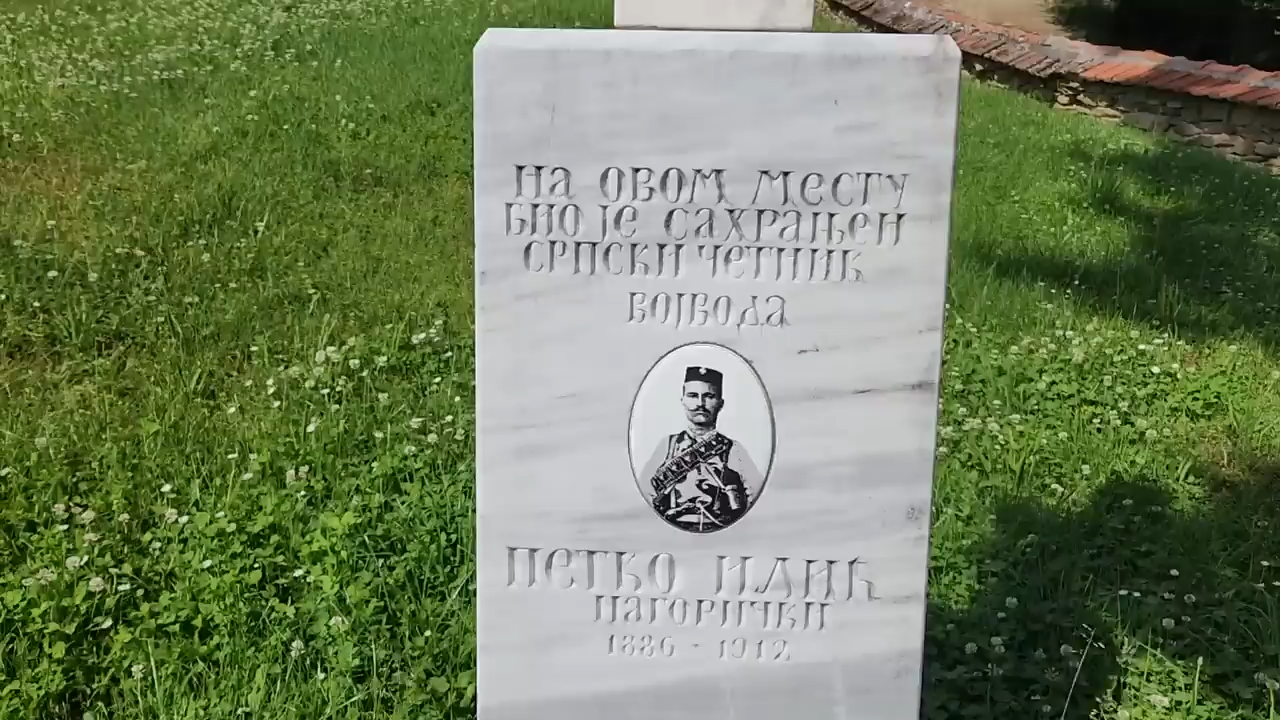 На овом месту
био је сахрањен
српски четник
војвода
Петко Илић
Нагорички
1886 - 1912